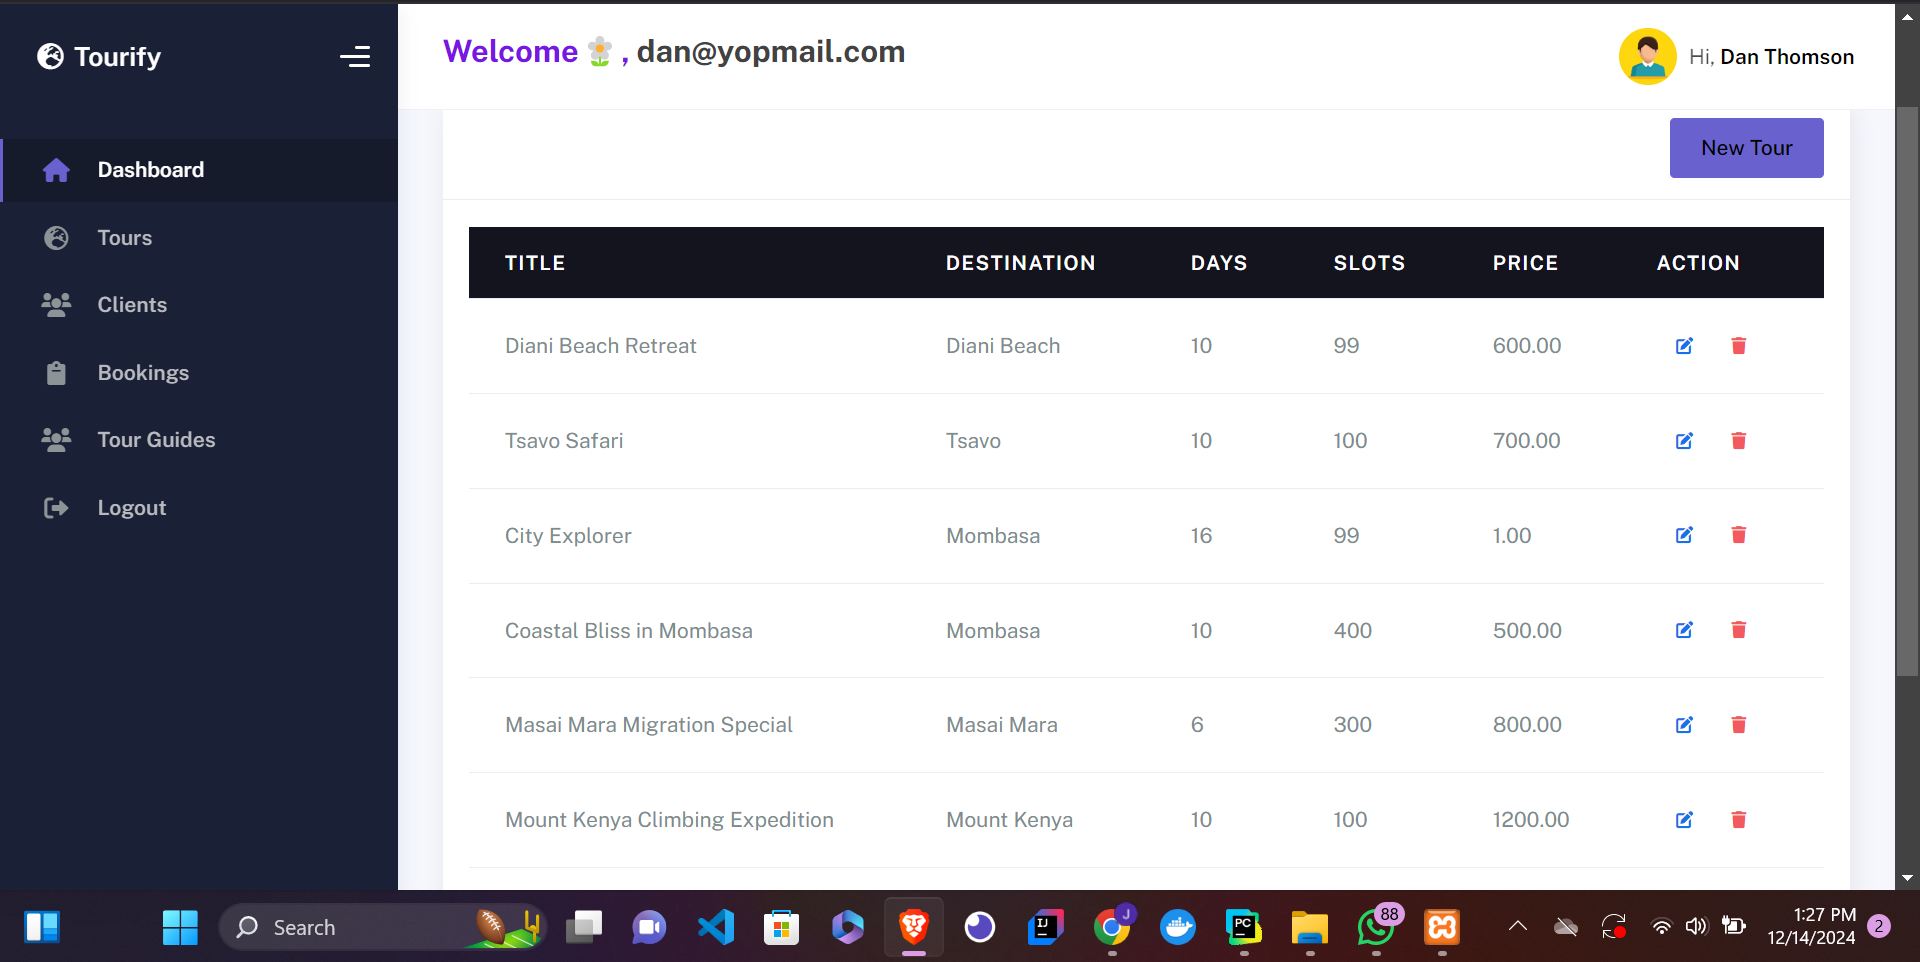 Tourify
Welcome , dan@yopmail.com
Hi, Dan Thomson
Dashboard
Tours
Clients
Bookings
Tour Guides
Logout
New Tour
TITLE DESTINATION DAYS SLOTS PRICE ACTION
Diani Beach Retreat Diani Beach 10 99 600.00
Tsavo Safari Tsavo 10 100 700.00
City Explorer Mombasa 16 99 1.00
Coastal Bliss in Mombasa Mombasa 10 400 500.00
Masai Mara Migration Special Masai Mara 6 300 800.00
Mount Kenya Climbing Expedition Mount Kenya 10 100 1200.00
Search
IJ
J
PC
88
1:27 PM
12/14/2024
2